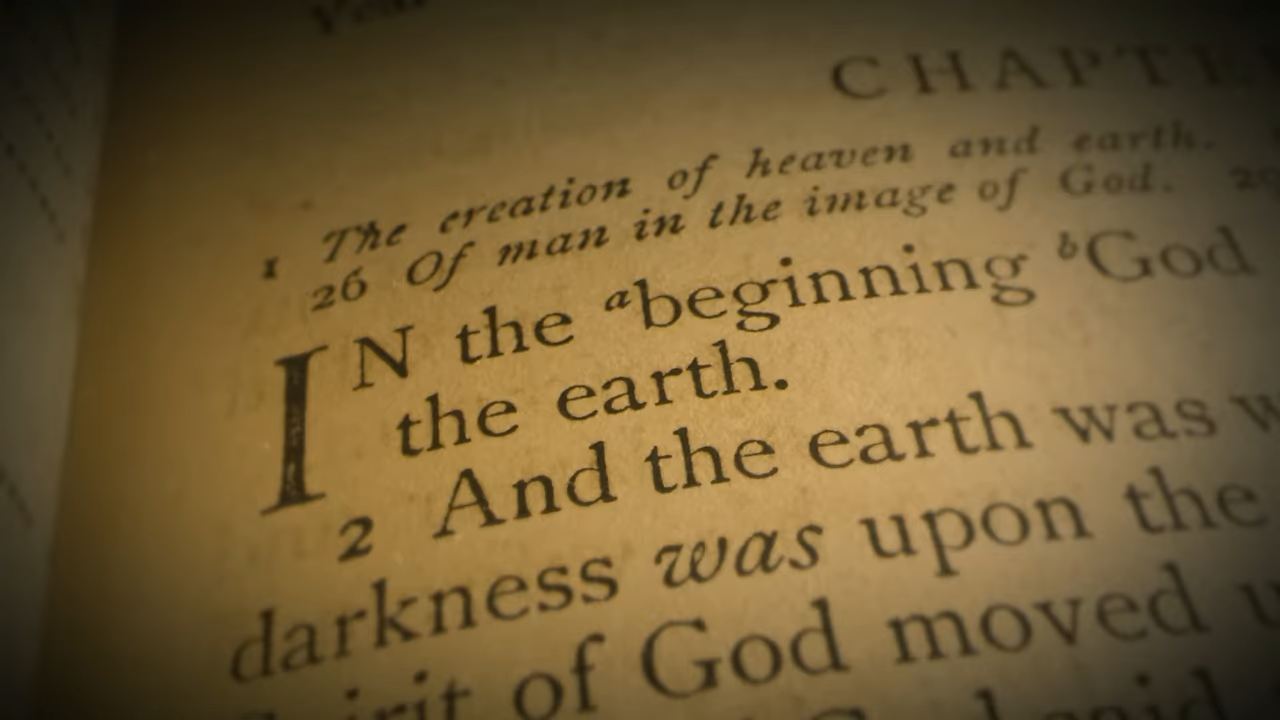 CHAPTE
1 The creation of heaven and earth.
26 Of man in the image of God.
IN the ᵃbeginning ᵇGod
the earth.
2 And the earth was
darkness was upon the
of God moved